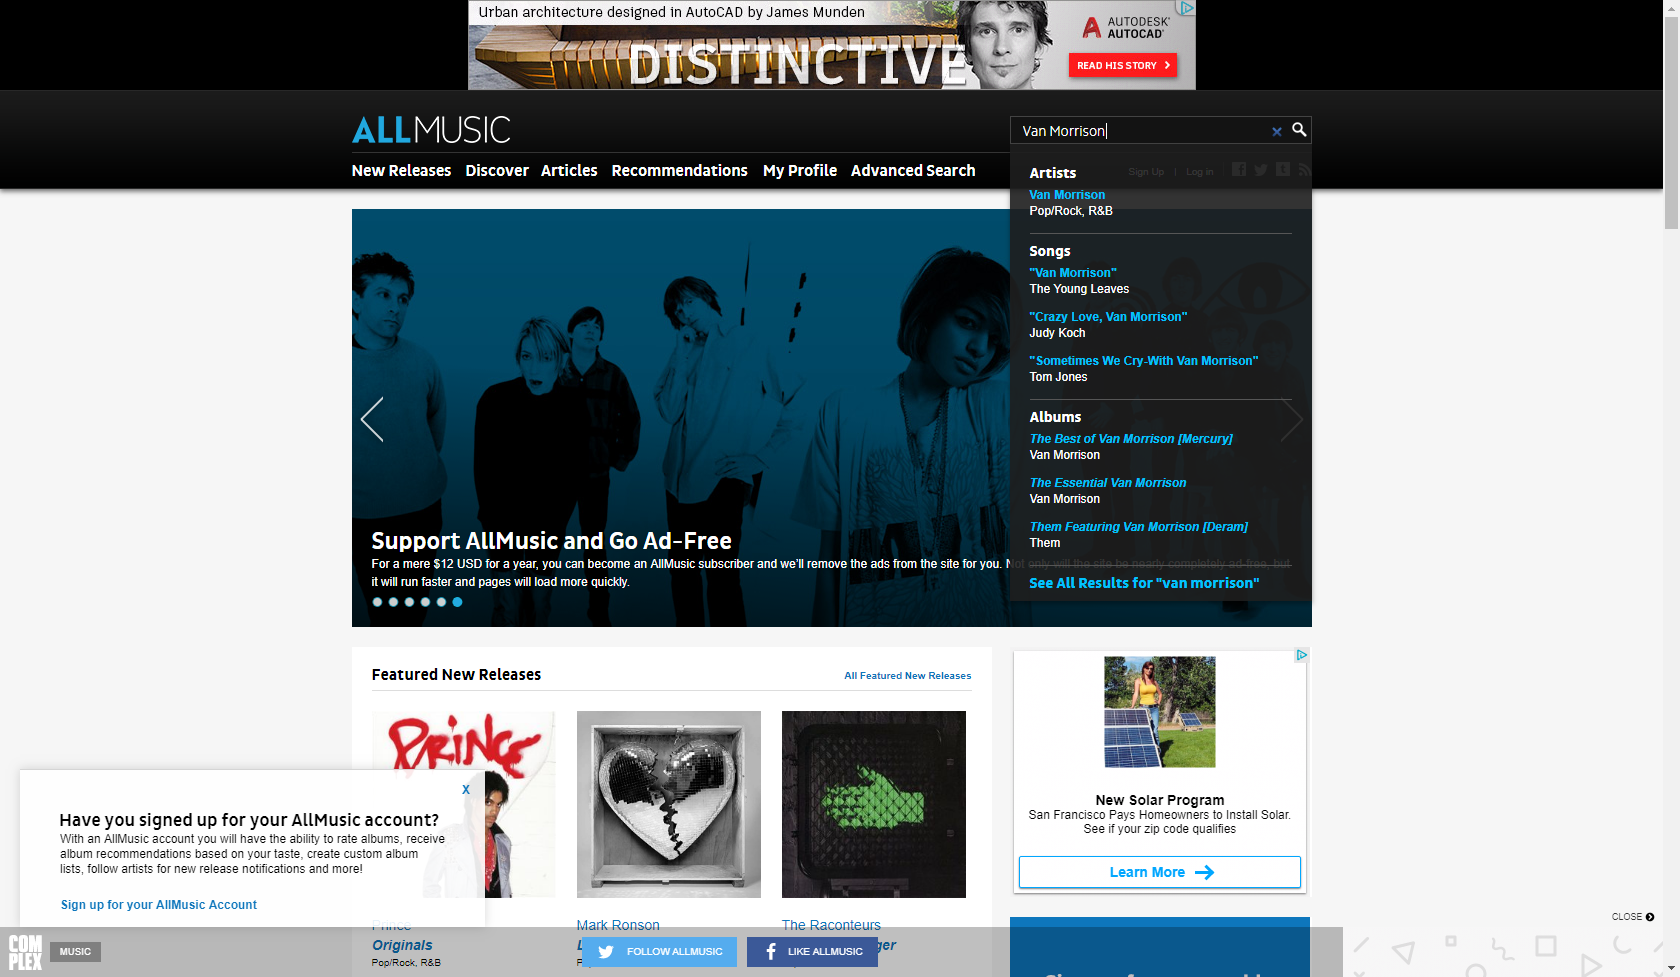 Urban architecture designed in AutoCAD by James Munden
DISTINCTIVE
AUTODESK®
AUTOCAD®
READ HIS STORY
ALLMUSIC
Van Morrison
New Releases Discover Articles Recommendations My Profile Advanced Search
Sign Up | Log in
Artists
Van Morrison
Pop/Rock, R&B
Songs
"Van Morrison"
The Young Leaves
"Crazy Love, Van Morrison"
Judy Koch
"Sometimes We Cry-With Van Morrison"
Tom Jones
Albums
The Best of Van Morrison [Mercury]
Van Morrison
The Essential Van Morrison
Van Morrison
Them Featuring Van Morrison [Deram]
Them
See All Results for "van morrison"
Support AllMusic and Go Ad-Free
For a mere $12 USD for a year, you can become an AllMusic subscriber and we'll remove the ads from the site for you. Not only will the site be nearly completely ad-free, but
it will run faster and pages will load more quickly.
Featured New Releases
All Featured New Releases
PRINCE
Prince
Originals
Pop/Rock, R&B
Mark Ronson
The Raconteurs
New Solar Program
San Francisco Pays Homeowners to Install Solar.
See if your zip code qualifies
Learn More
X
Have you signed up for your AllMusic account?
With an AllMusic account you will have the ability to rate albums, receive
album recommendations based on your taste, create custom album
lists, follow artists for new release notifications and more!
Sign up for your AllMusic Account
CLOSE
COMPLEX
MUSIC
FOLLOW ALLMUSIC
LIKE ALLMUSIC